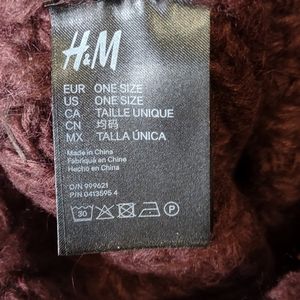 H&M
EUR ONE SIZE
US ONE SIZE
CA TAILLE UNIQUE
CN 均码
MX TALLA ÚNICA
Made in China
Fabriqué en Chine
Hecho en China
O/N 999621
P/N 0413595 4
30 P